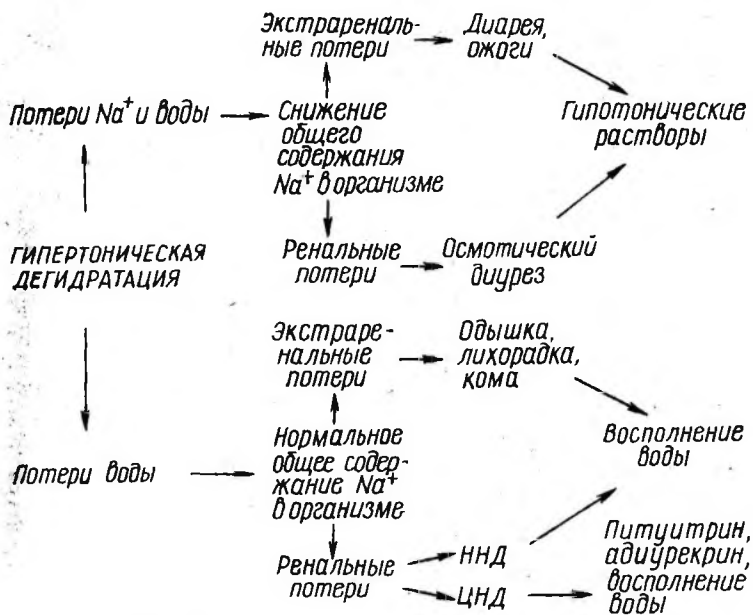 Экстрареналь-
ные потери
Диарея,
ожоги
Потери Na⁺ и воды
Снижение
общего
содержания
Na⁺ в организме
Гипотонические
растворы
ГИПЕРТОНИЧЕСКАЯ
ДЕГИДРАТАЦИЯ
Ренальные
потери
Осмотический
диурез
Экстраре-
нальные
потери
Одышка,
лихорадка,
кома
Потери воды
Нормальное
общее содер-
жание Na⁺
в организме
Восполнение
воды
Ренальные
потери
ННД
ЦНД
Питуитрин,
адиурекрин,
восполнение
воды